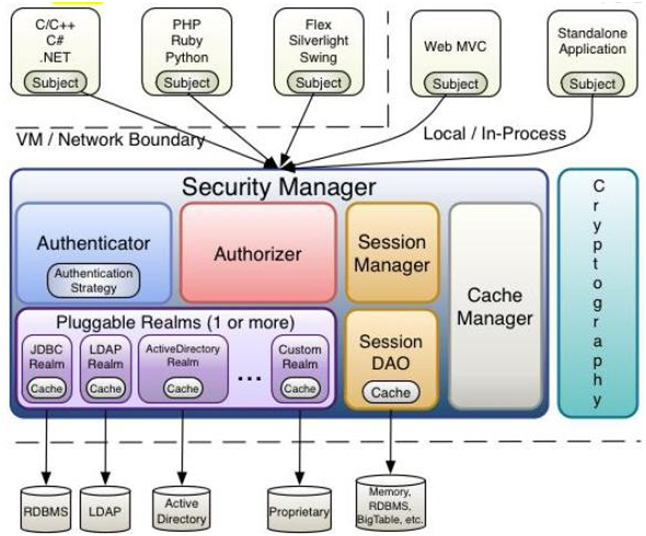 C/C++
C#
.NET
Subject
PHP
Ruby
Python
Subject
Flex
Silverlight
Swing
Subject
Web MVC
Subject
Standalone
Application
Subject
VM / Network Boundary
Local / In-Process
Security Manager
Authenticator
Authentication
Strategy
Authorizer
Session
Manager
Cache
Manager
Pluggable Realms (1 or more)
JDBC
Realm
Cache
LDAP
Realm
Cache
ActiveDirectory
Realm
Cache
...
Custom
Realm
Cache
Session
DAO
Cache
C
r
y
p
t
o
g
r
a
p
h
y
RDBMS
LDAP
Active
Directory
Proprietary
Memory,
RDBMS,
BigTable, etc.